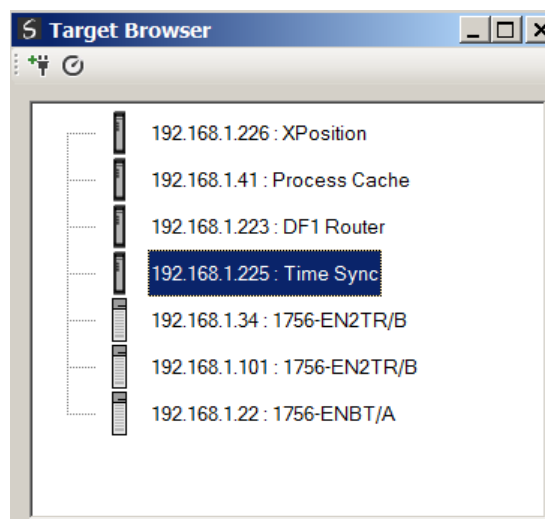 Target Browser
192.168.1.226 : XPosition
192.168.1.41 : Process Cache
192.168.1.223 : DF1 Router
192.168.1.225 : Time Sync
192.168.1.34 : 1756-EN2TR/B
192.168.1.101 : 1756-EN2TR/B
192.168.1.22 : 1756-ENBT/A